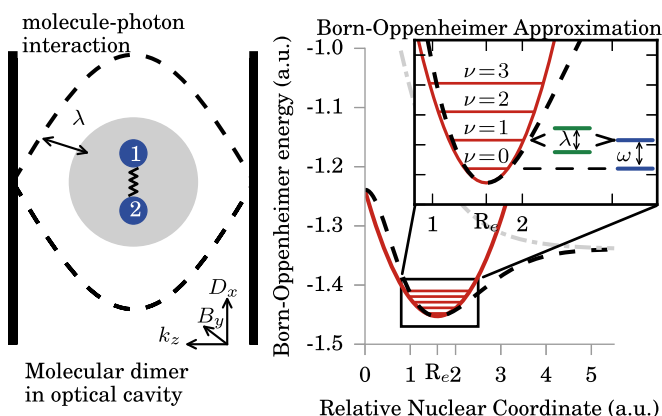 molecule-photon
interaction
λ
1
2
D_x
B_y
k_z
Molecular dimer
in optical cavity
Born-Oppenheimer Approximation
Born-Oppenheimer energy (a.u.)
-1.0
-1.1
-1.2
-1.3
-1.4
-1.5
ν=3
ν=2
ν=1
ν=0
λ
ω
1 R_e 2
0 1 R_e 2 3 4 5
Relative Nuclear Coordinate (a.u.)